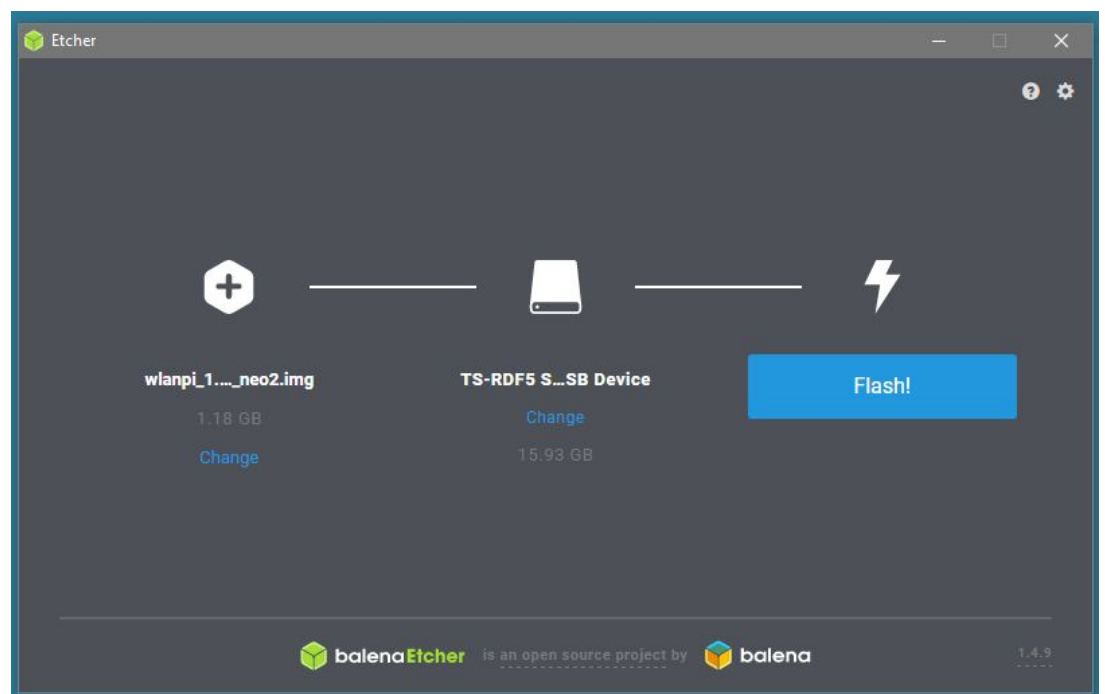 Etcher
wlanpi_1...._neo2.img
1.18 GB
Change
TS-RDF5 S...SB Device
Change
15.93 GB
Flash!
balenaEtcher is an open source project by balena
1.4.9